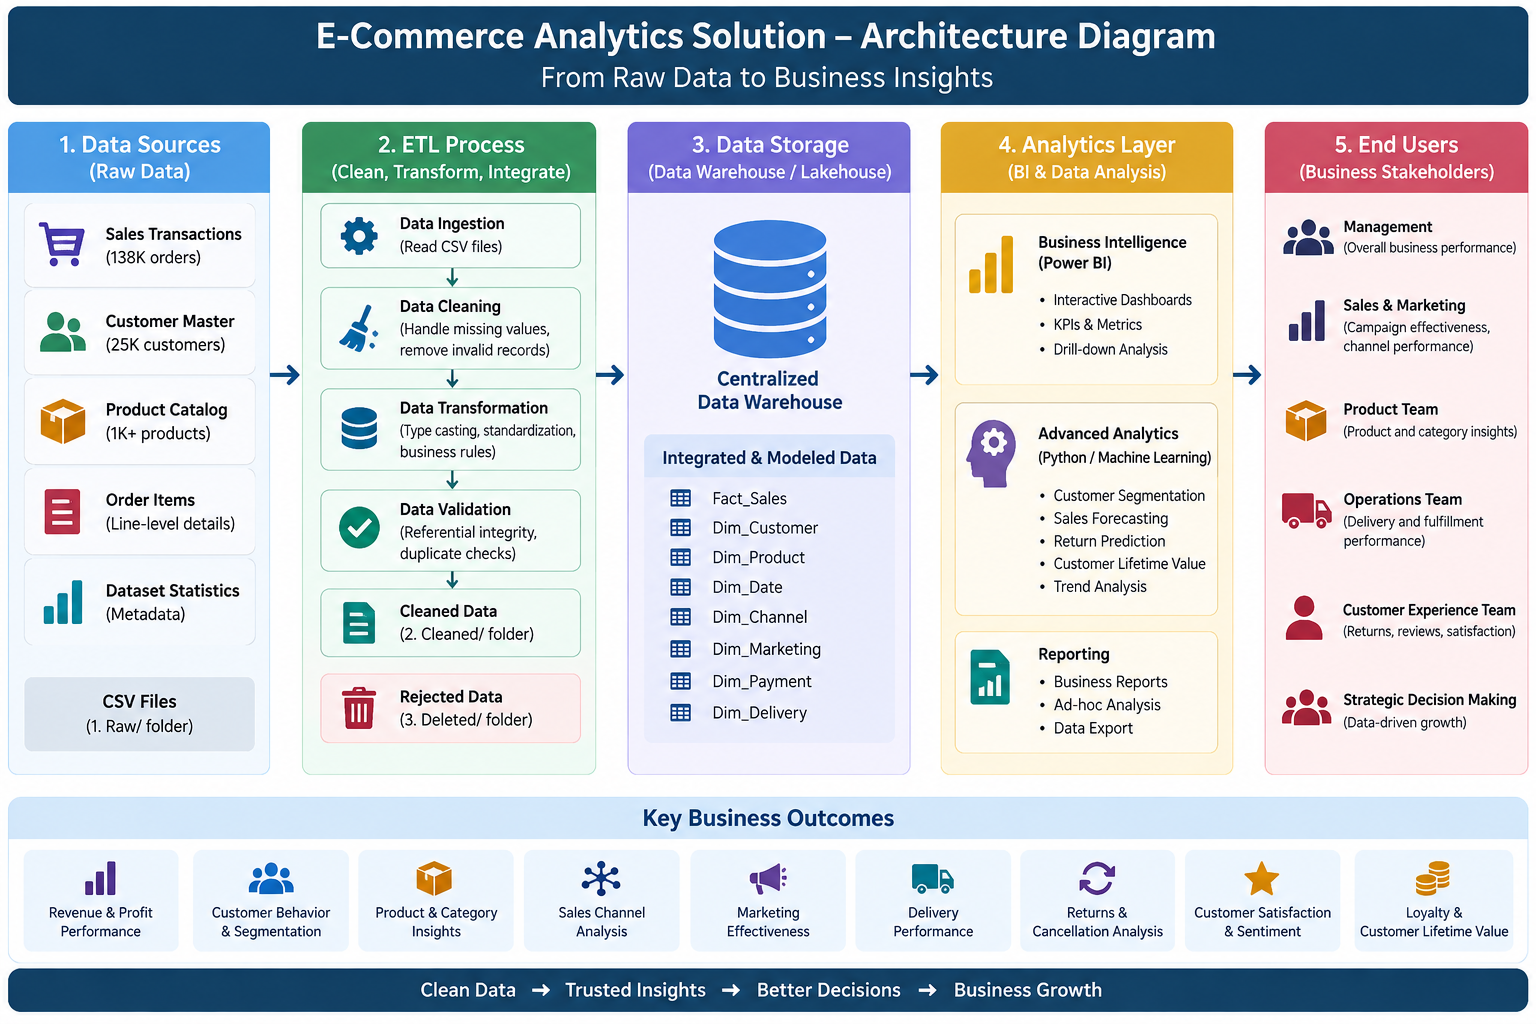 E-Commerce Analytics Solution – Architecture Diagram
From Raw Data to Business Insights
1. Data Sources
(Raw Data)
Sales Transactions
(138K orders)
Customer Master
(25K customers)
Product Catalog
(1K+ products)
Order Items
(Line-level details)
Dataset Statistics
(Metadata)
CSV Files
(1. Raw/ folder)
2. ETL Process
(Clean, Transform, Integrate)
Data Ingestion
(Read CSV files)
Data Cleaning
(Handle missing values,
remove invalid records)
Data Transformation
(Type casting, standardization,
business rules)
Data Validation
(Referential integrity,
duplicate checks)
Cleaned Data
(2. Cleaned/ folder)
Rejected Data
(3. Deleted/ folder)
3. Data Storage
(Data Warehouse / Lakehouse)
Centralized
Data Warehouse
Integrated & Modeled Data
Fact_Sales
Dim_Customer
Dim_Product
Dim_Date
Dim_Channel
Dim_Marketing
Dim_Payment
Dim_Delivery
4. Analytics Layer
(BI & Data Analysis)
Business Intelligence
(Power BI)
• Interactive Dashboards
• KPIs & Metrics
• Drill-down Analysis
Advanced Analytics
(Python / Machine Learning)
• Customer Segmentation
• Sales Forecasting
• Return Prediction
• Customer Lifetime Value
• Trend Analysis
Reporting
• Business Reports
• Ad-hoc Analysis
• Data Export
5. End Users
(Business Stakeholders)
Management
(Overall business performance)
Sales & Marketing
(Campaign effectiveness,
channel performance)
Product Team
(Product and category insights)
Operations Team
(Delivery and fulfillment
performance)
Customer Experience Team
(Returns, reviews, satisfaction)
Strategic Decision Making
(Data-driven growth)
Key Business Outcomes
Revenue & Profit
Performance
Customer Behavior
& Segmentation
Product & Category
Insights
Sales Channel
Analysis
Marketing
Effectiveness
Delivery
Performance
Returns &
Cancellation Analysis
Customer Satisfaction
& Sentiment
Loyalty &
Customer Lifetime Value
Clean Data → Trusted Insights → Better Decisions → Business Growth